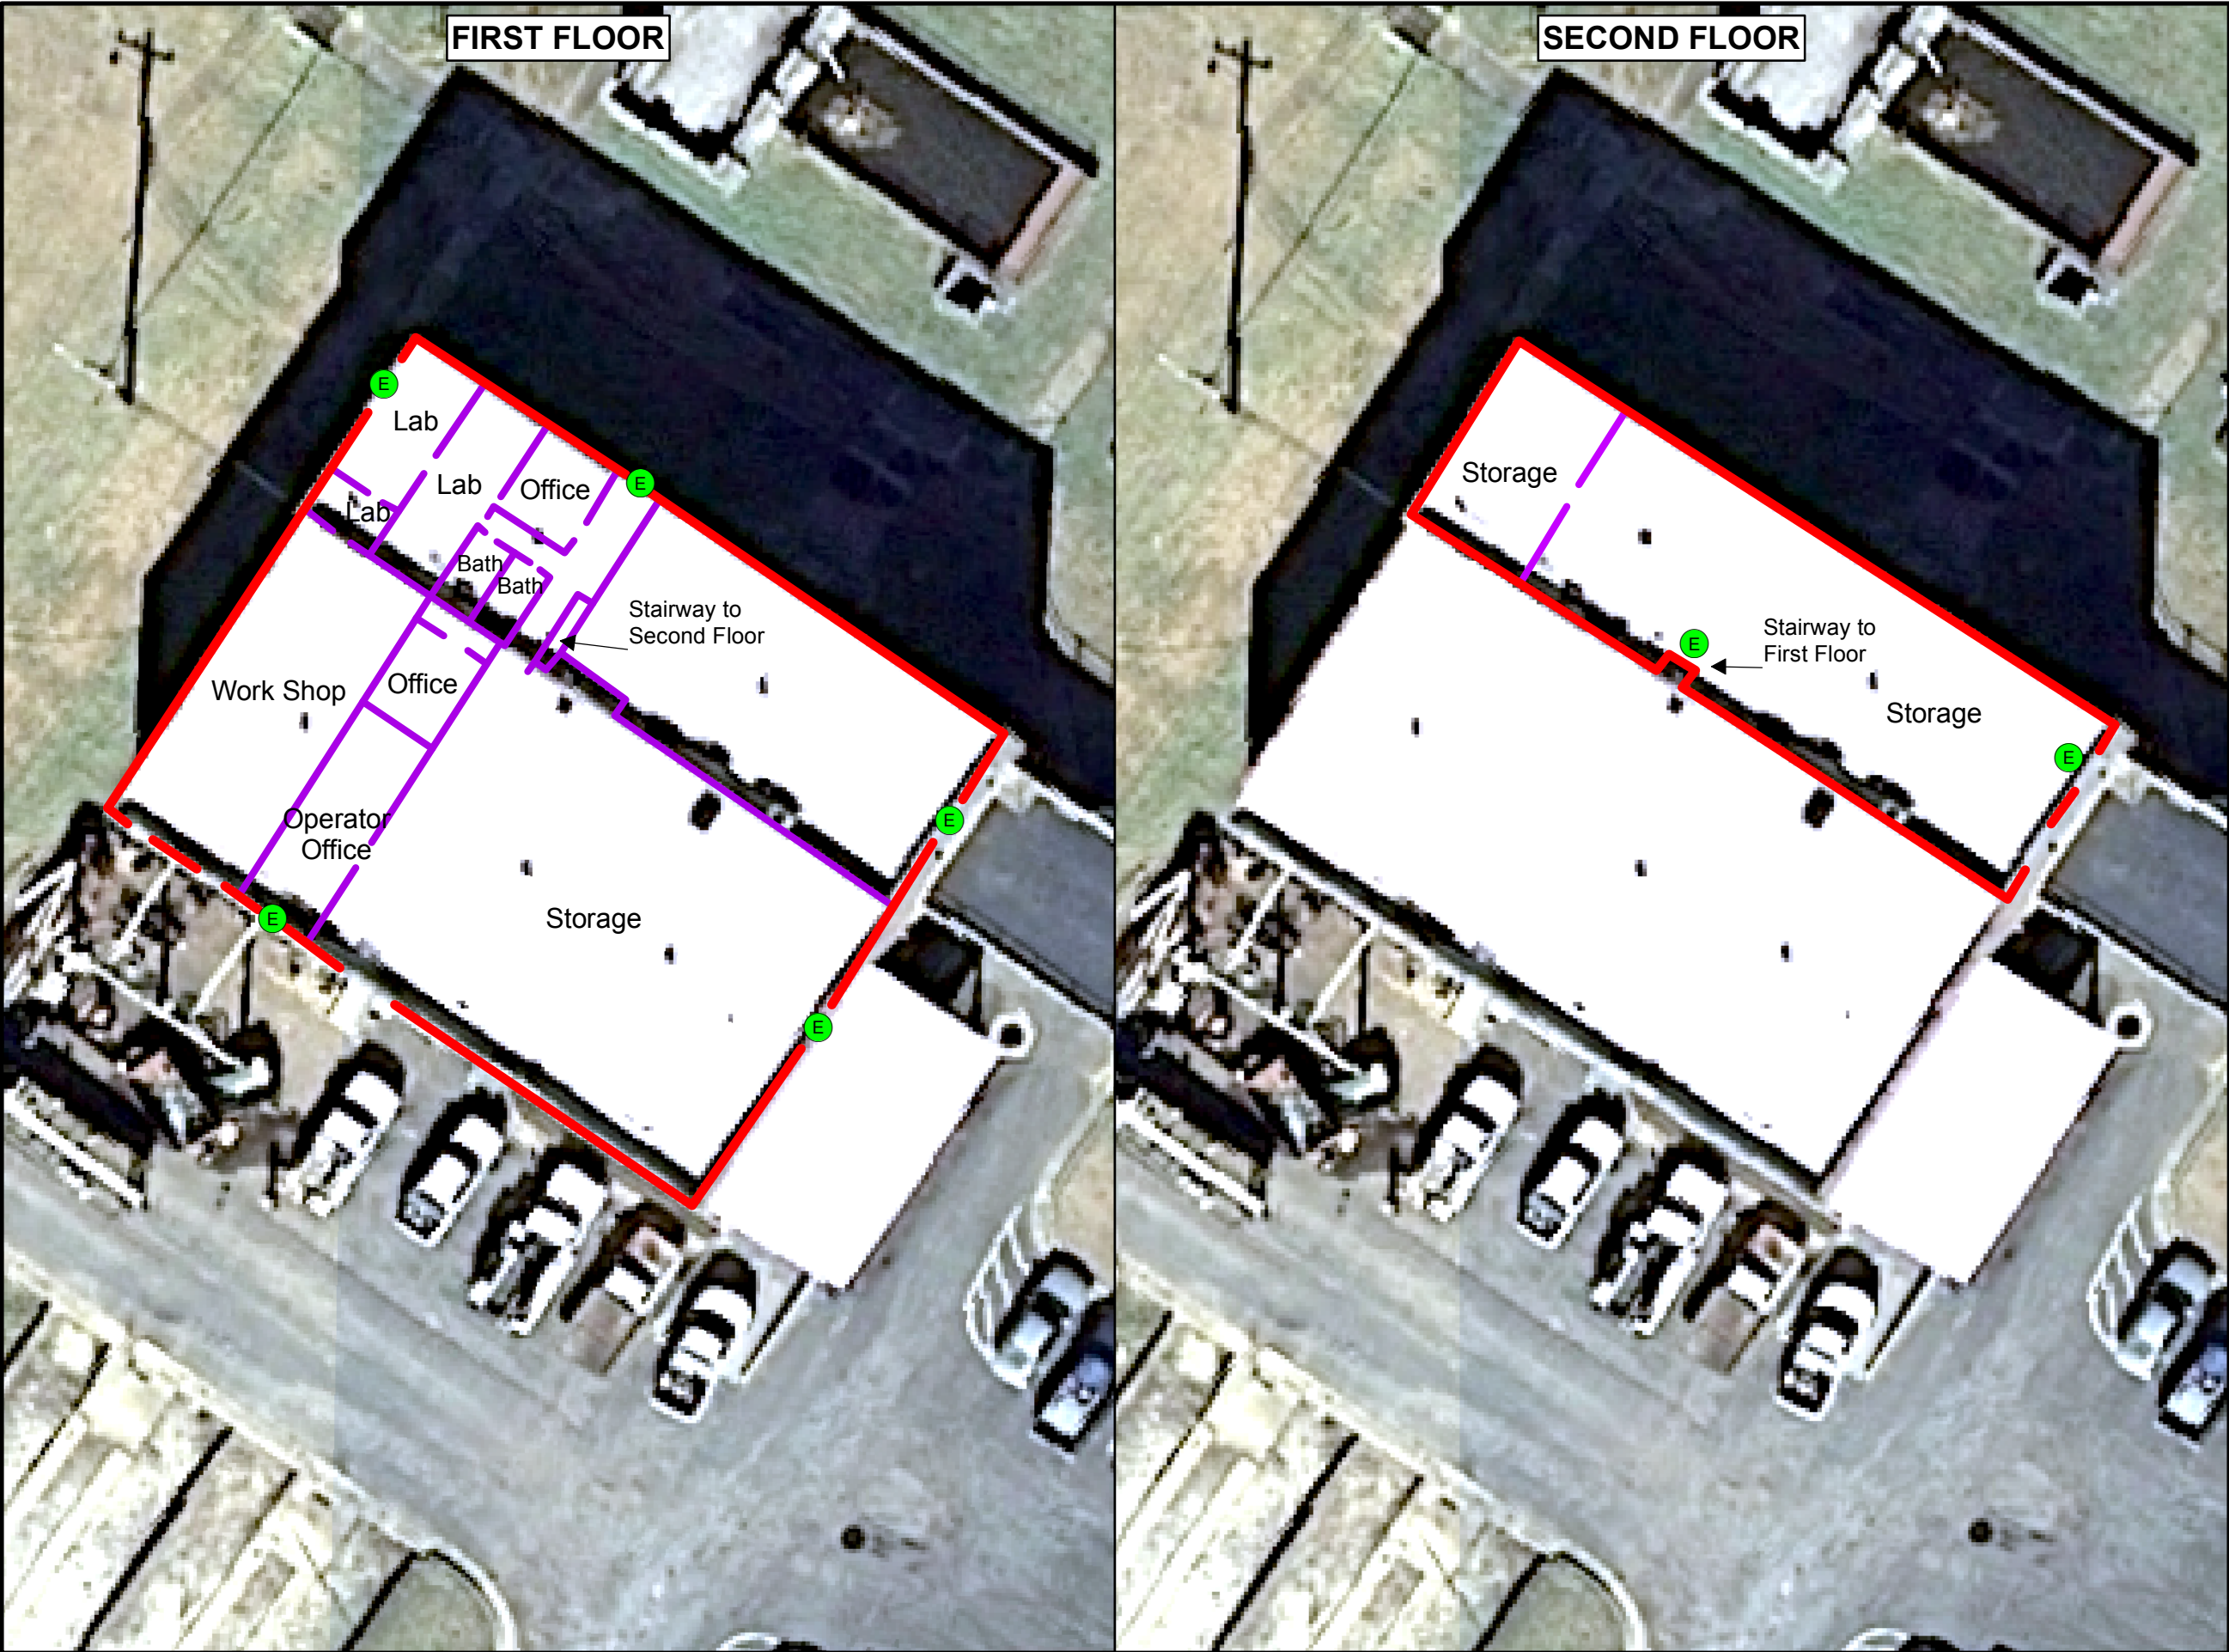 FIRST FLOOR
E
Lab
E
Lab
Office
Lab
Bath
Bath
Stairway to
Second Floor
Work Shop
Office
Operator
Office
E
E
Storage
E
SECOND FLOOR
Storage
E
Stairway to
First Floor
Storage
E